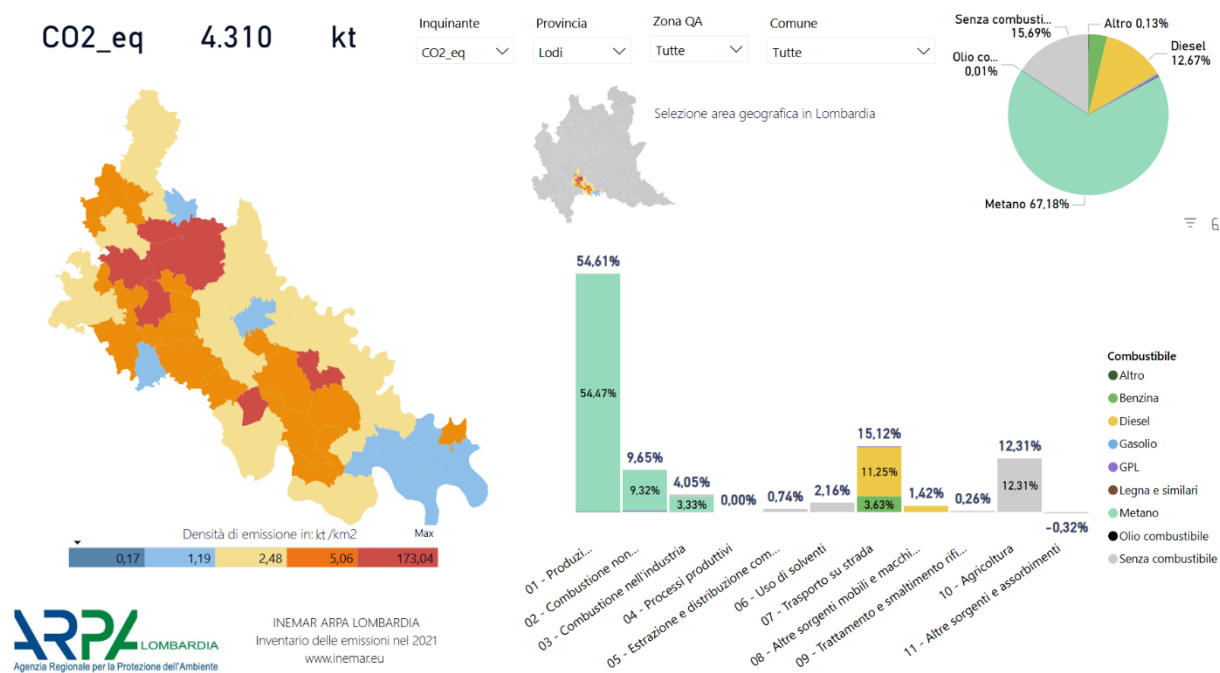 CO2_eq 4.310 kt
Inquinante
CO2_eq
Provincia
Lodi
Zona QA
Tutte
Comune
Tutte
Selezione area geografica in Lombardia
Senza combusti...
15,69%
Altro 0,13%
Diesel
12,67%
Olio co...
0,01%
Metano 67,18%
54,61%
54,47%
9,65%
9,32%
4,05%
3,33%
0,00%
0,74%
2,16%
15,12%
11,25%
3,63%
1,42%
0,26%
12,31%
12,31%
-0,32%
01 - Produzi...
02 - Combustione non...
03 - Combustione nell'industria
04 - Processi produttivi
05 - Estrazione e distribuzione com...
06 - Uso di solventi
07 - Trasporto su strada
08 - Altre sorgenti mobili e macchi...
09 - Trattamento e smaltimento rifi...
10 - Agricoltura
11 - Altre sorgenti e assorbimenti
Combustibile
Altro
Benzina
Diesel
Gasolio
GPL
Legna e similari
Metano
Olio combustibile
Senza combustibile
Densità di emissione in: kt /km2
Max
0,17 1,19 2,48 5,06 173,04
ARPA LOMBARDIA
Agenzia Regionale per la Protezione dell'Ambiente
INEMAR ARPA LOMBARDIA
Inventario delle emissioni nel 2021
www.inemar.eu